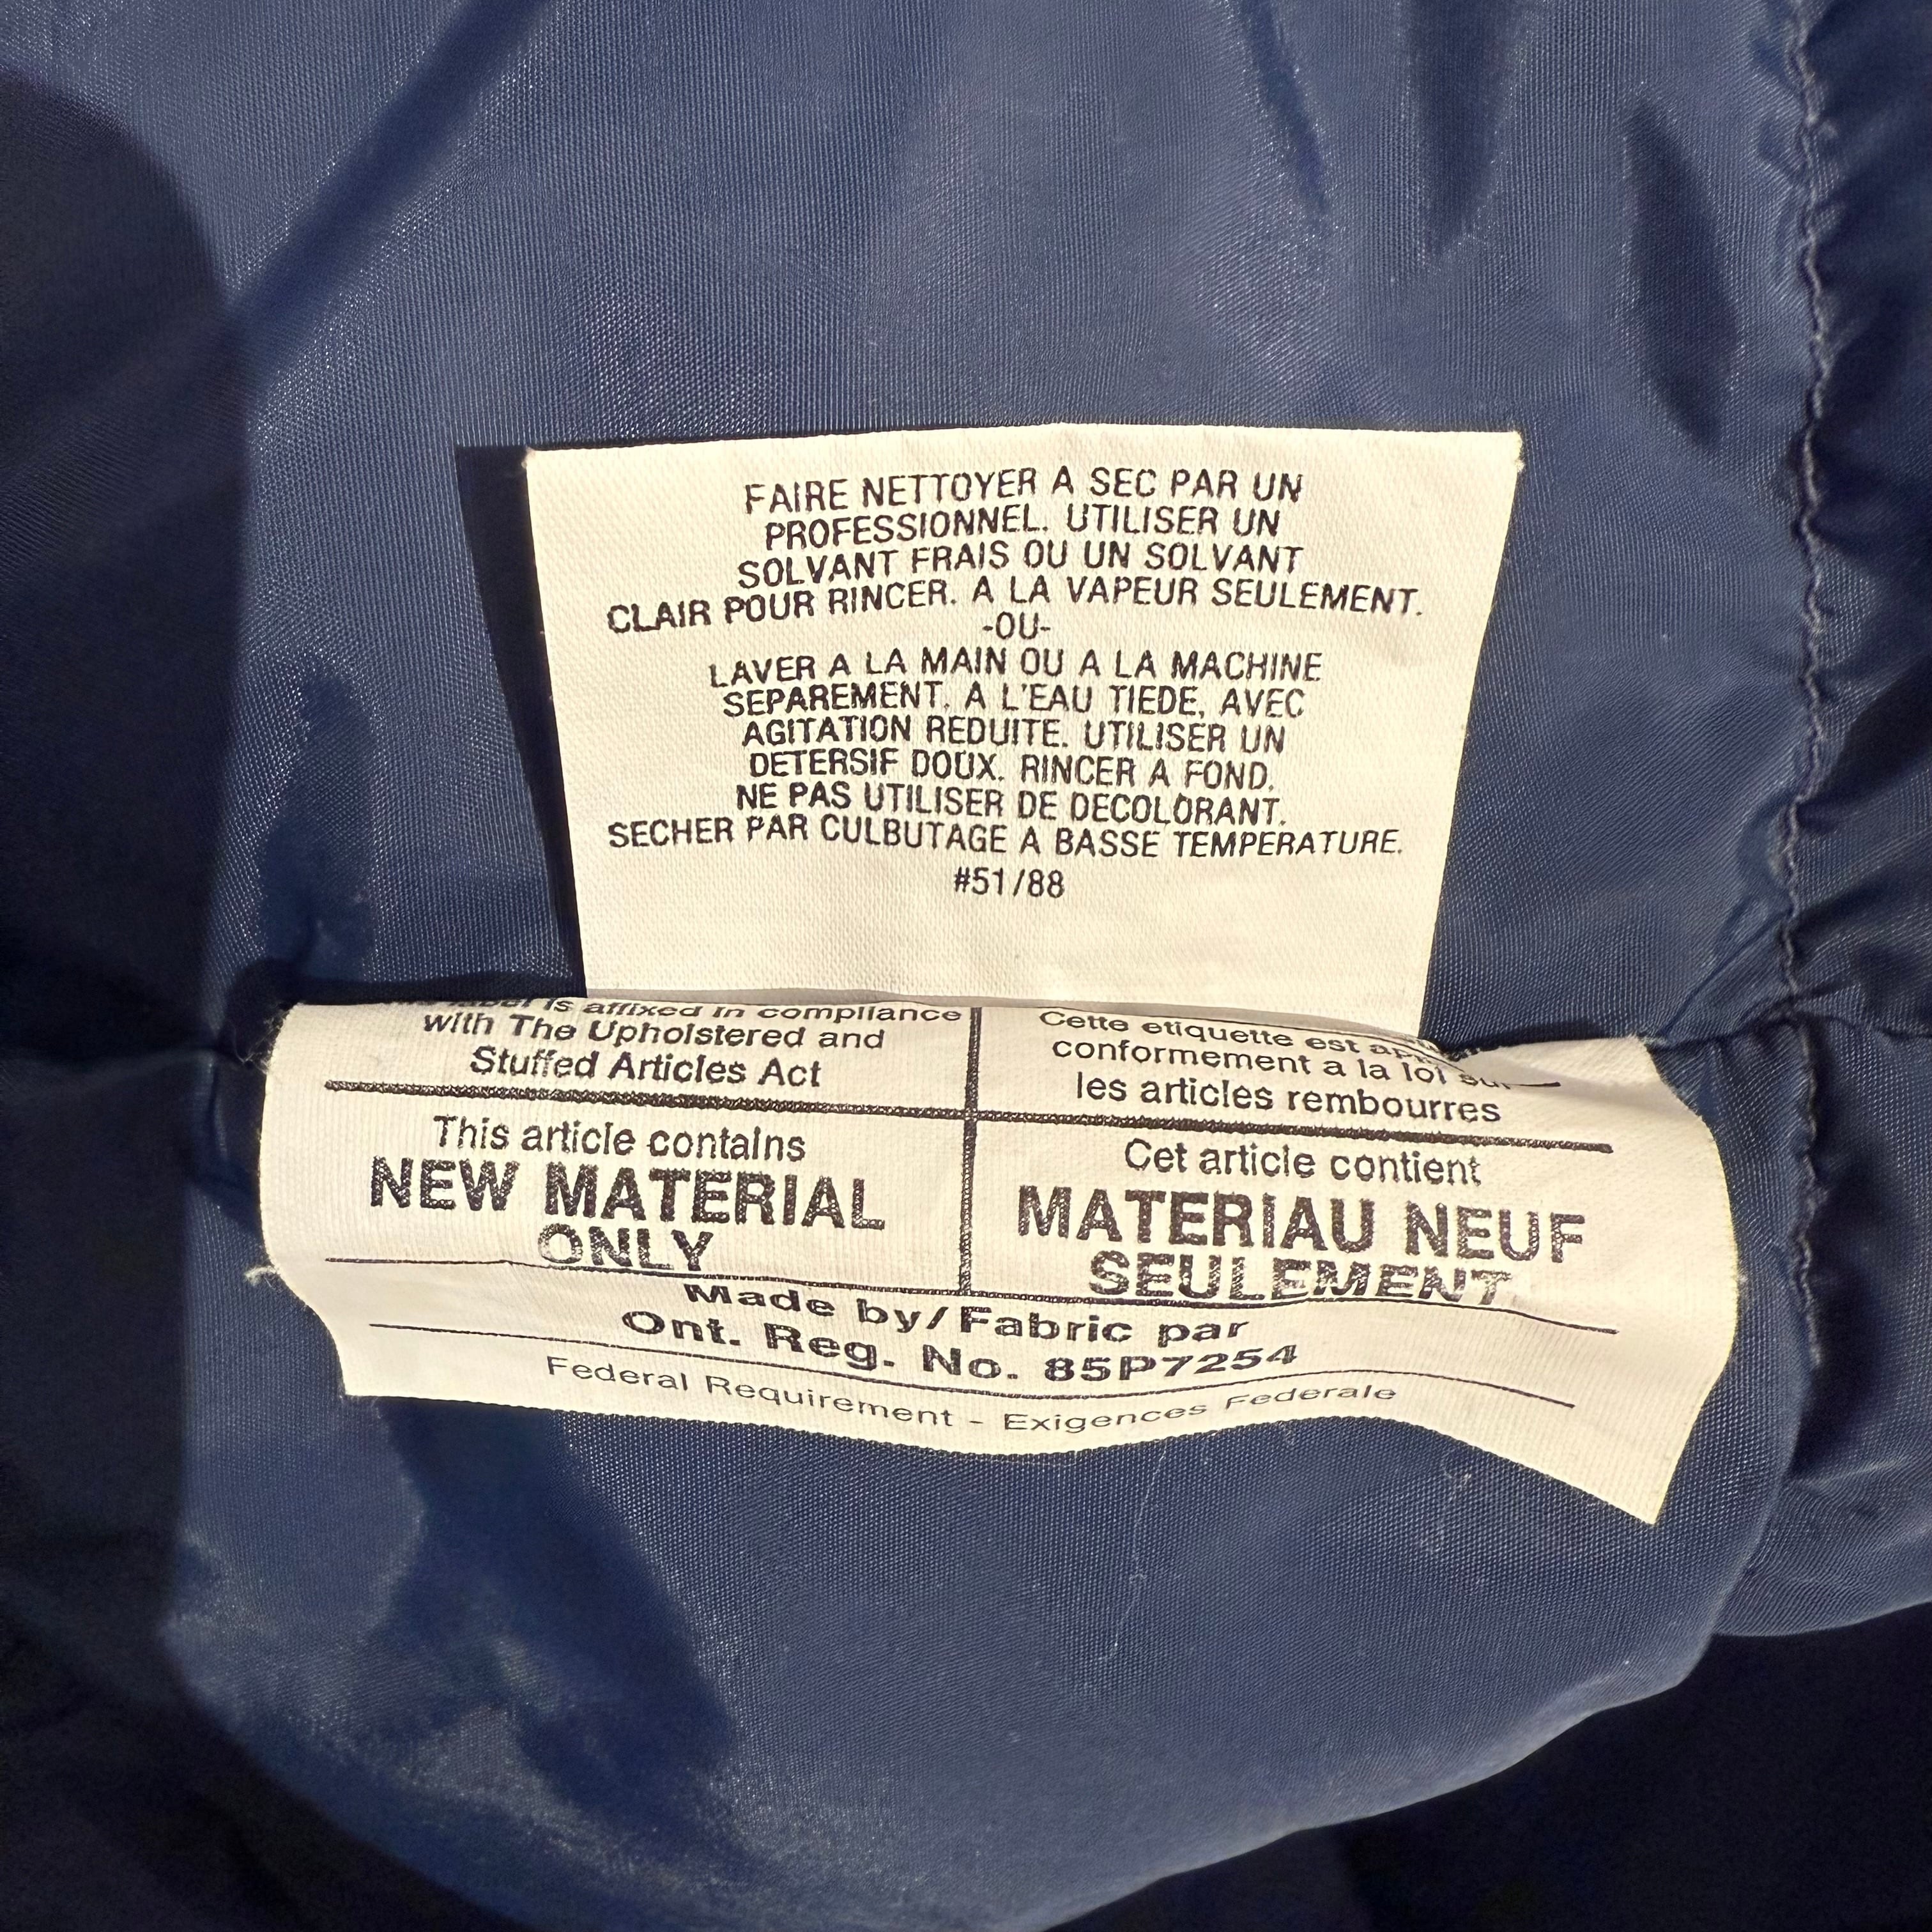 FAIRE NETTOYER A SEC PAR UN
PROFESSIONNEL. UTILISER UN
SOLVANT FRAIS OU UN SOLVANT
CLAIR POUR RINCER. A LA VAPEUR SEULEMENT.
-OU-
LAVER A LA MAIN OU A LA MACHINE
SEPAREMENT, A L'EAU TIEDE, AVEC
AGITATION REDUITE. UTILISER UN
DETERSIF DOUX. RINCER A FOND.
NE PAS UTILISER DE DECOLORANT.
SECHER PAR CULBUTAGE A BASSE TEMPERATURE.
#51/88
label is affixed in compliance
with The Upholstered and
Stuffed Articles Act
Cette etiquette est
conformement a la loi sur
les articles rembourres
This article contains
NEW MATERIAL
ONLY
Cet article contient
MATERIAU NEUF
SEULEMENT
Made by/Fabric par
Ont. Reg. No. 85P7254
Federal Requirement - Exigences Federale